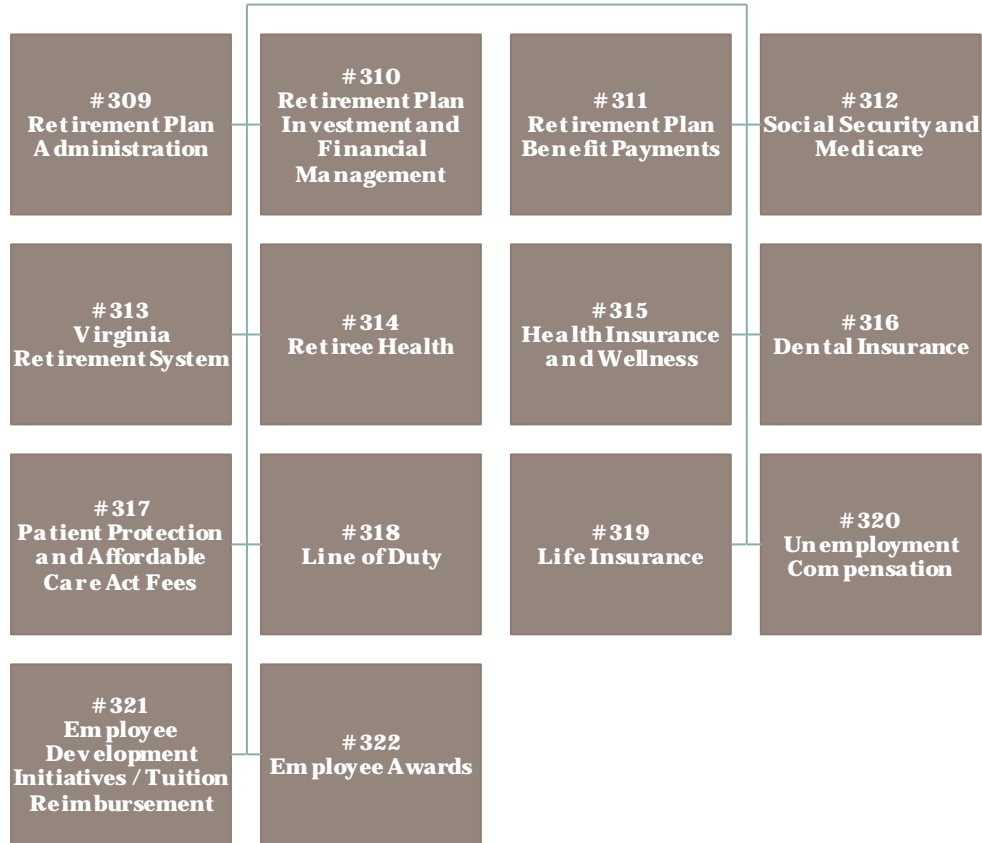 #309
Retirement Plan
Administration
#310
Retirement Plan
Investment and
Financial
Management
#311
Retirement Plan
Benefit Payments
#312
Social Security and
Medicare
#313
Virginia
Retirement System
#314
Retiree Health
#315
Health Insurance
and Wellness
#316
Dental Insurance
#317
Patient Protection
and Affordable
Care Act Fees
#318
Line of Duty
#319
Life Insurance
#320
Unemployment
Compensation
#321
Employee
Development
Initiatives / Tuition
Reimbursement
#322
Employee Awards